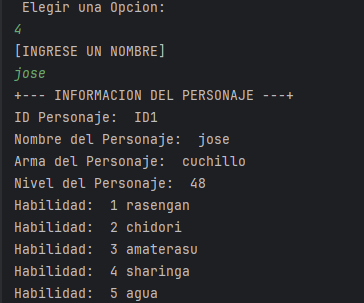 Elegir una Opcion:
4
[INGRESE UN NOMBRE]
jose
+--- INFORMACION DEL PERSONAJE ---+
ID Personaje:  ID1
Nombre del Personaje:  jose
Arma del Personaje:  cuchillo
Nivel del Personaje:  48
Habilidad:  1 rasengan
Habilidad:  2 chidori
Habilidad:  3 amaterasu
Habilidad:  4 sharinga
Habilidad:  5 agua